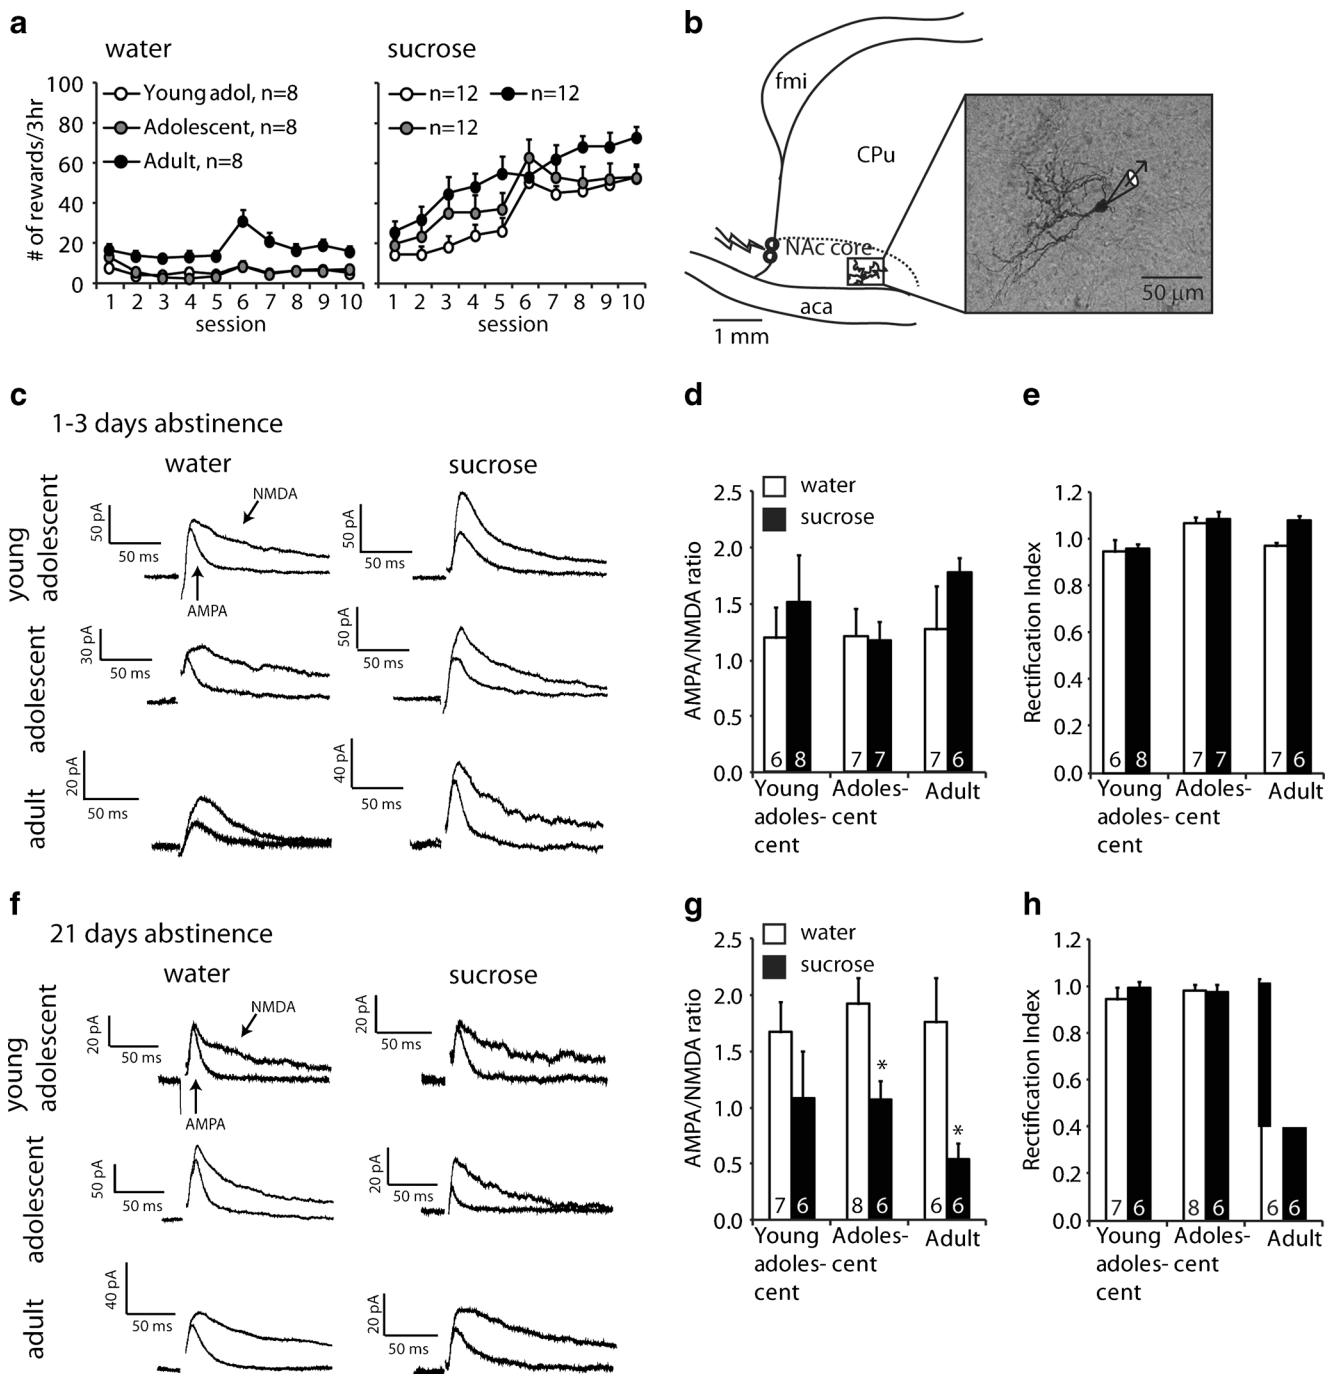 a
water
sucrose
# of rewards/3hr
100
80
60
40
20
0
Young adol, n=8
Adolescent, n=8
Adult, n=8
n=12
n=12
n=12
1 2 3 4 5 6 7 8 9 10
session
1 2 3 4 5 6 7 8 9 10
session
b
fmi
CPu
NAc core
aca
1 mm
50 µm
c
1-3 days abstinence
water
sucrose
young adolescent
50 pA
50 ms
NMDA
AMPA
50 pA
50 ms
adolescent
30 pA
50 ms
50 pA
50 ms
adult
20 pA
50 ms
40 pA
50 ms
d
water
sucrose
AMPA/NMDA ratio
2.5
2.0
1.5
1.0
0.5
0.0
6 8 7 7 7 6
Young Adoles- Adult
adoles- cent
cent
e
Rectification Index
1.2
1.0
0.8
0.6
0.4
0.2
0.0
6 8 7 7 7 6
Young Adoles- Adult
adoles- cent
cent
f
21 days abstinence
water
sucrose
young adolescent
20 pA
50 ms
NMDA
AMPA
20 pA
50 ms
adolescent
50 pA
50 ms
20 pA
50 ms
adult
40 pA
50 ms
20 pA
50 ms
g
water
sucrose
AMPA/NMDA ratio
2.5
2.0
1.5
1.0
0.5
0.0
*
*
7 6 8 6 6 6
Young Adoles- Adult
adoles- cent
cent
h
Rectification Index
1.2
1.0
0.8
0.6
0.4
0.2
0.0
7 6 8 6 6 6
Young Adoles- Adult
adoles- cent
cent